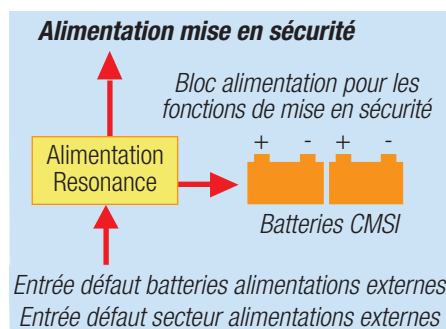 Alimentation mise en sécurité
Bloc alimentation pour les
fonctions de mise en sécurité
+ - + -
Alimentation
Resonance
Batteries CMSI
Entrée défaut batteries alimentations externes
Entrée défaut secteur alimentations externes